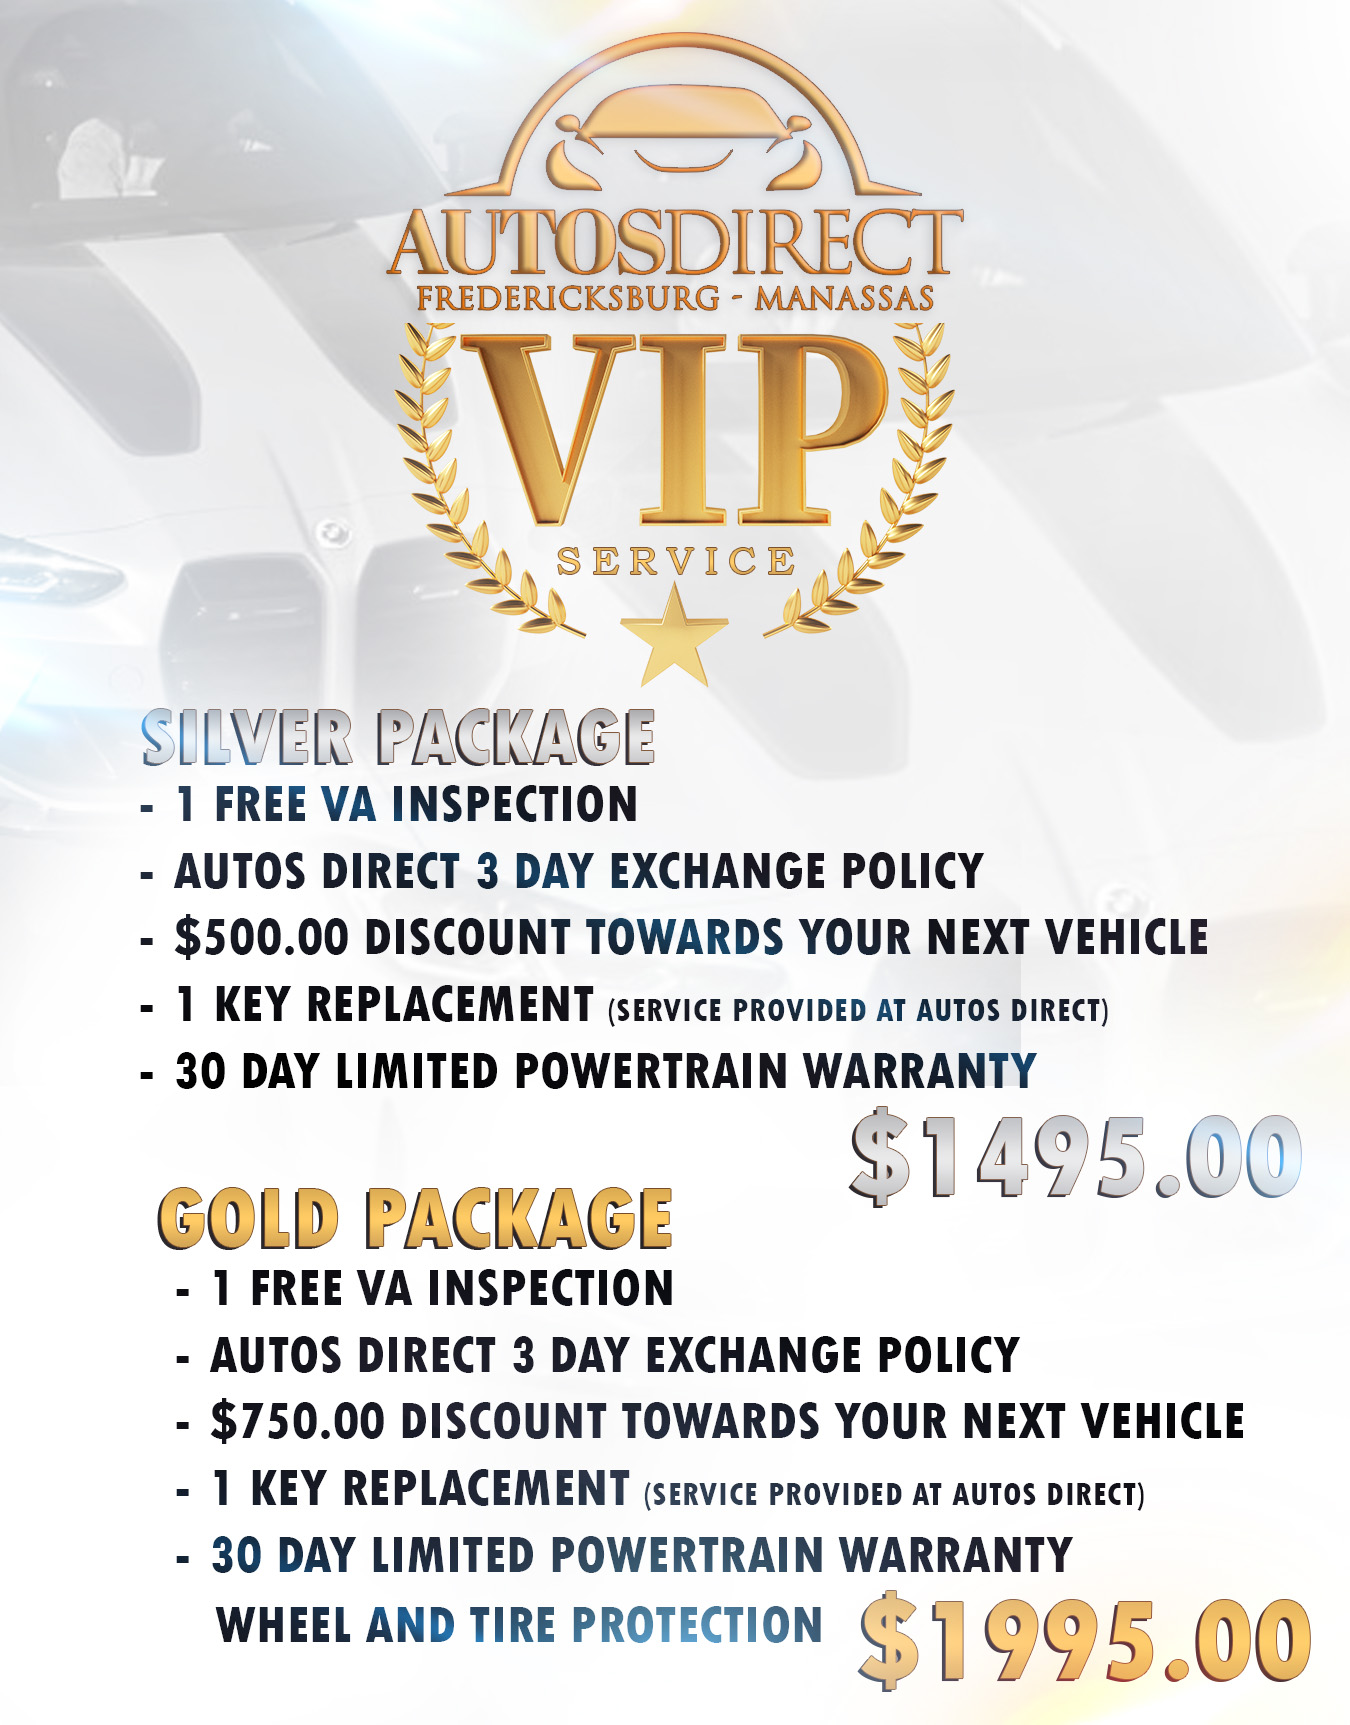 AUTOSDIRECT
FREDERICKSBURG - MANASSAS
VIP
SERVICE
SILVER PACKAGE
- 1 FREE VA INSPECTION
- AUTOS DIRECT 3 DAY EXCHANGE POLICY
- $500.00 DISCOUNT TOWARDS YOUR NEXT VEHICLE
- 1 KEY REPLACEMENT (SERVICE PROVIDED AT AUTOS DIRECT)
- 30 DAY LIMITED POWERTRAIN WARRANTY
$1495.00
GOLD PACKAGE
- 1 FREE VA INSPECTION
- AUTOS DIRECT 3 DAY EXCHANGE POLICY
- $750.00 DISCOUNT TOWARDS YOUR NEXT VEHICLE
- 1 KEY REPLACEMENT (SERVICE PROVIDED AT AUTOS DIRECT)
- 30 DAY LIMITED POWERTRAIN WARRANTY
WHEEL AND TIRE PROTECTION
$1995.00